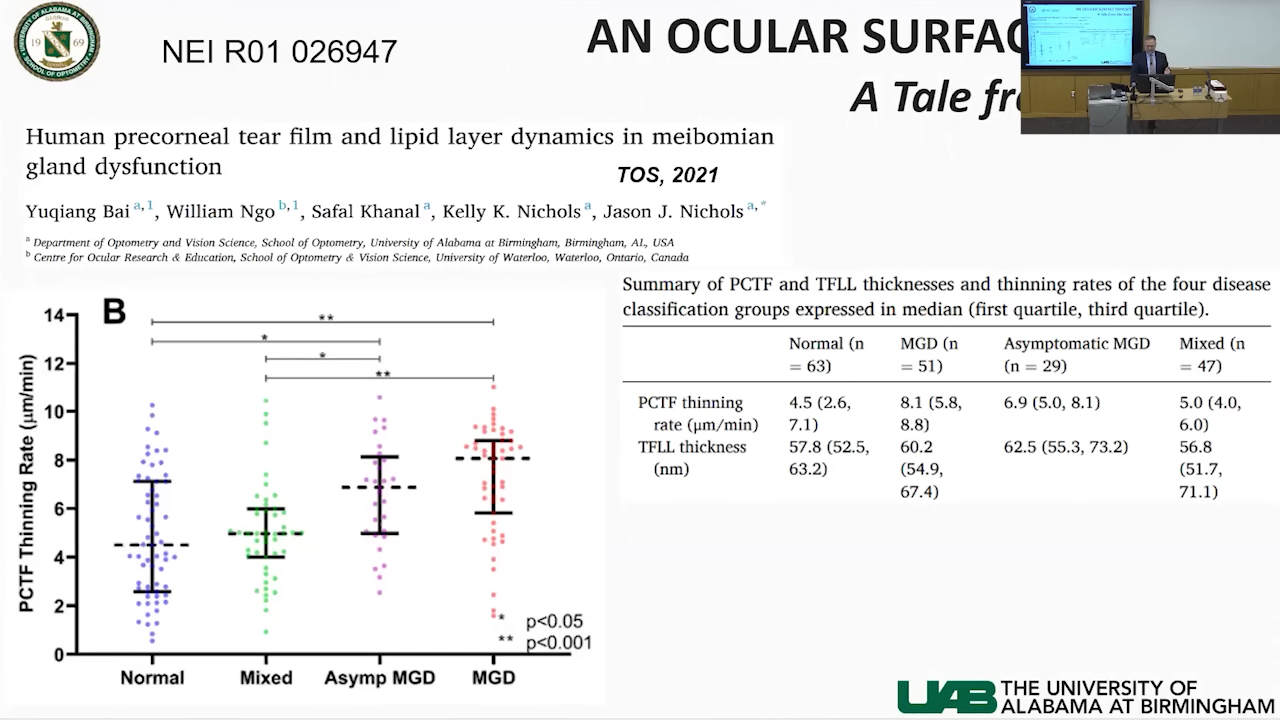 UNIVERSITY OF ALABAMA AT BIRMINGHAM
1969
SCHOOL OF OPTOMETRY
NEI R01 026947
AN OCULAR SURFAC
A Tale fr
Human precorneal tear film and lipid layer dynamics in meibomian
gland dysfunction
TOS, 2021
Yuqiang Bai a,1, William Ngo b,1, Safal Khanal a, Kelly K. Nichols a, Jason J. Nichols a,*
a Department of Optometry and Vision Science, School of Optometry, University of Alabama at Birmingham, Birmingham, AL, USA
b Centre for Ocular Research & Education, School of Optometry & Vision Science, University of Waterloo, Waterloo, Ontario, Canada
B
PCTF Thinning Rate (µm/min)
14
12
10
8
6
4
2
0
**
*
*
**
* p<0.05
** p<0.001
Normal Mixed Asymp MGD MGD
Summary of PCTF and TFLL thicknesses and thinning rates of the four disease
classification groups expressed in median (first quartile, third quartile).
Normal (n MGD (n Asymptomatic MGD Mixed (n
= 63) = 51) (n = 29) = 47)
PCTF thinning 4.5 (2.6, 8.1 (5.8, 6.9 (5.0, 8.1) 5.0 (4.0,
rate (µm/min) 7.1) 8.8) 6.0)
TFLL thickness 57.8 (52.5, 60.2 62.5 (55.3, 73.2) 56.8
(nm) 63.2) (54.9, (51.7,
67.4) 71.1)
UAB THE UNIVERSITY OF
ALABAMA AT BIRMINGHAM